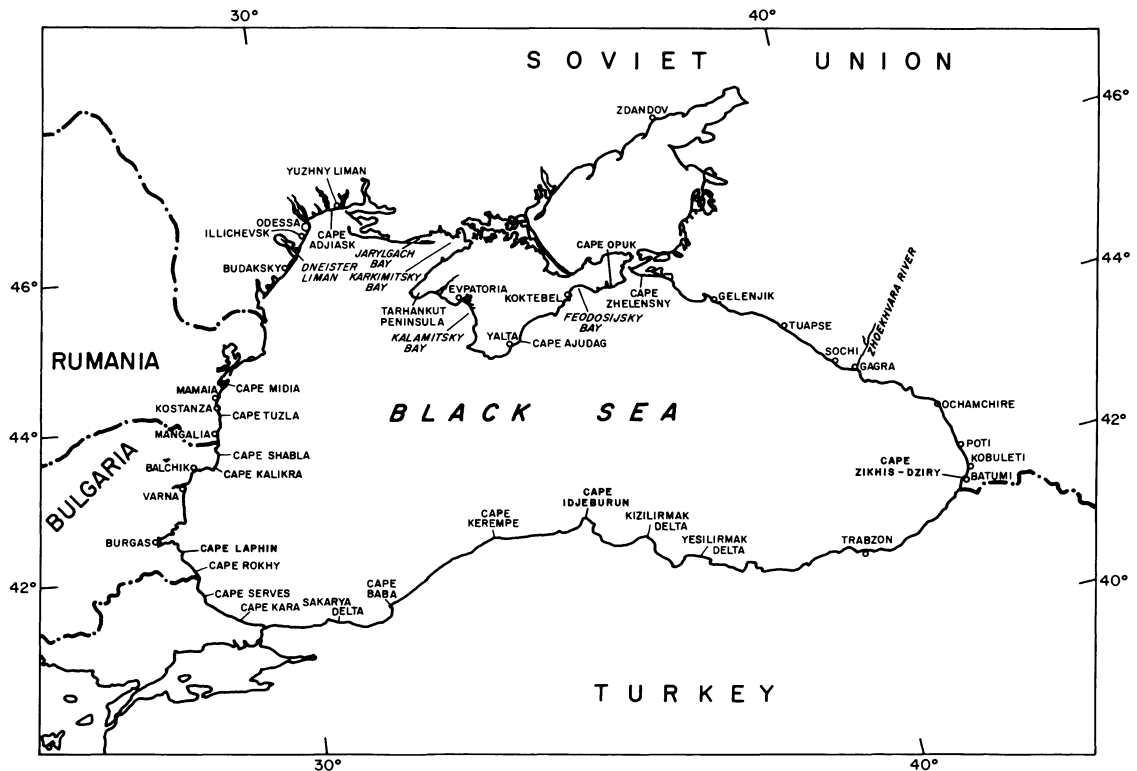 30°
40°
SOVIET UNION
46°
ZDANDOV
YUZHNY LIMAN
ODESSA
ILLICHEVSK
CAPE
ADJIASK
JARYLGACH
BAY
KARKIMITSKY
BAY
DNEISTER
LIMAN
BUDAKSKY
CAPE OPUK
44°
46°
EVPATORIA
TARHANKUT
PENINSULA
KALAMITSKY
BAY
KOKTEBEL
FEODOSIJSKY
BAY
CAPE
ZHELENSNY
GELENJIK
ZHOEKHVARA RIVER
TUAPSE
YALTA
CAPE AJUDAG
SOCHI
GAGRA
RUMANIA
MAMAIA
CAPE MIDIA
KOSTANZA
CAPE TUZLA
BLACK SEA
OCHAMCHIRE
42°
MANGALIA
44°
POTI
CAPE SHABLA
KOBULETI
BALCHIK
CAPE KALIKRA
CAPE
ZIKHIS-DZIRY
BATUMI
BULGARIA
VARNA
CAPE
IDJEBURUN
CAPE
KEREMPE
KIZILIRMAK
DELTA
YESILIRMAK
DELTA
TRABZON
BURGAS
CAPE LAPHIN
CAPE ROKHY
42°
40°
CAPE SERVES
CAPE KARA
SAKARYA
DELTA
CAPE
BABA
TURKEY
30°
40°